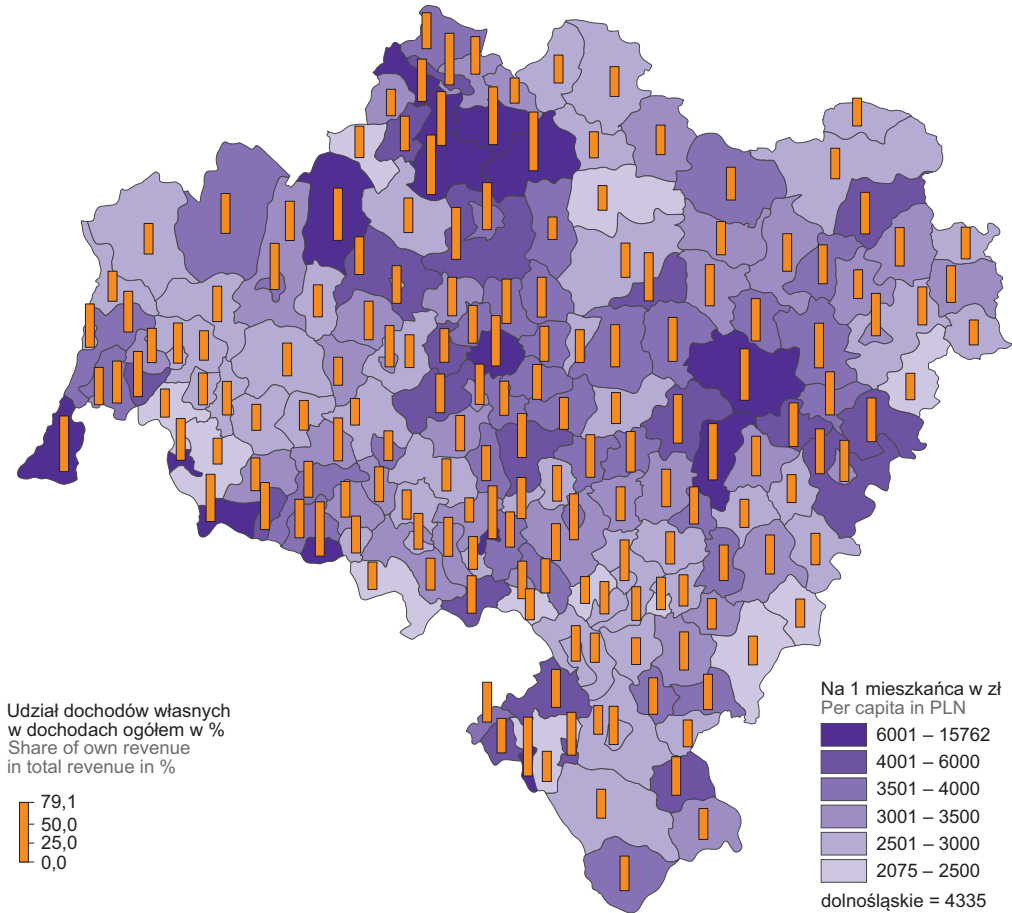 Udział dochodów własnych
w dochodach ogółem w %
Share of own revenue
in total revenue in %
79,1
50,0
25,0
0,0
Na 1 mieszkańca w zł
Per capita in PLN
6001 – 15762
4001 – 6000
3501 – 4000
3001 – 3500
2501 – 3000
2075 – 2500
dolnośląskie = 4335